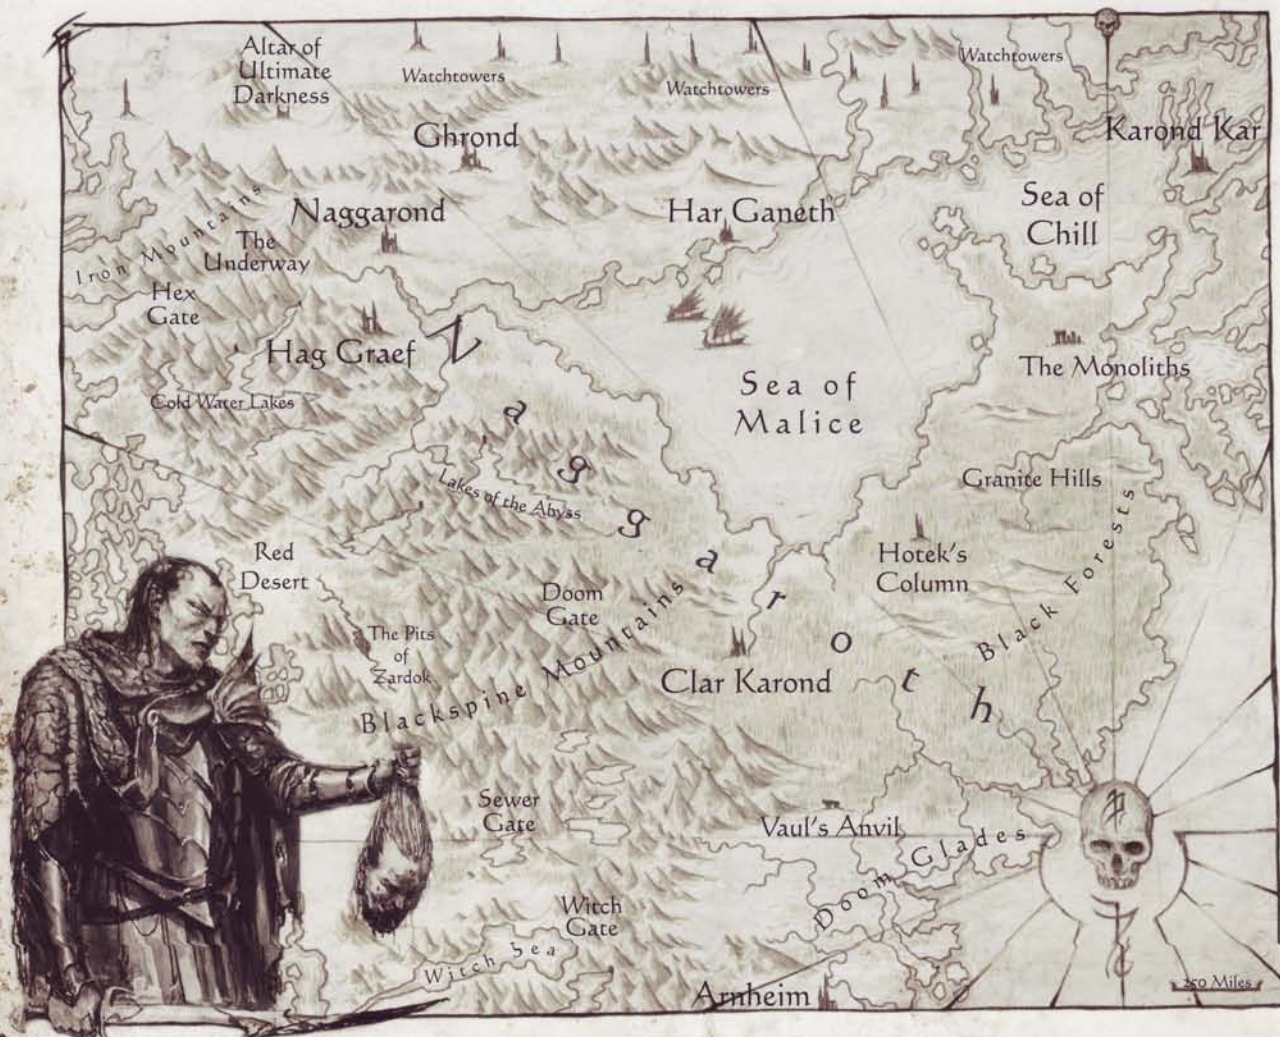 Altar of
Ultimate
Darkness
Watchtowers
Watchtowers
Watchtowers
Ghrond
Karond Kar
Iron Mountains
Naggarond
Har Ganeth
Sea of
Chill
The
Underway
Hex
Gate
Hag Graef
The Monoliths
Sea of
Malice
Cold Water Lakes
Naggaroth
Lakes of the Abyss
Granite Hills
Red
Desert
Hotek's
Column
Black Forests
Doom
Gate
The Pits
of
Zardok
Blackspine Mountains
Clar Karond
Sewer
Gate
Vaul's Anvil
Doom Glades
Witch
Gate
Witch Sea
Arnheim
250 Miles